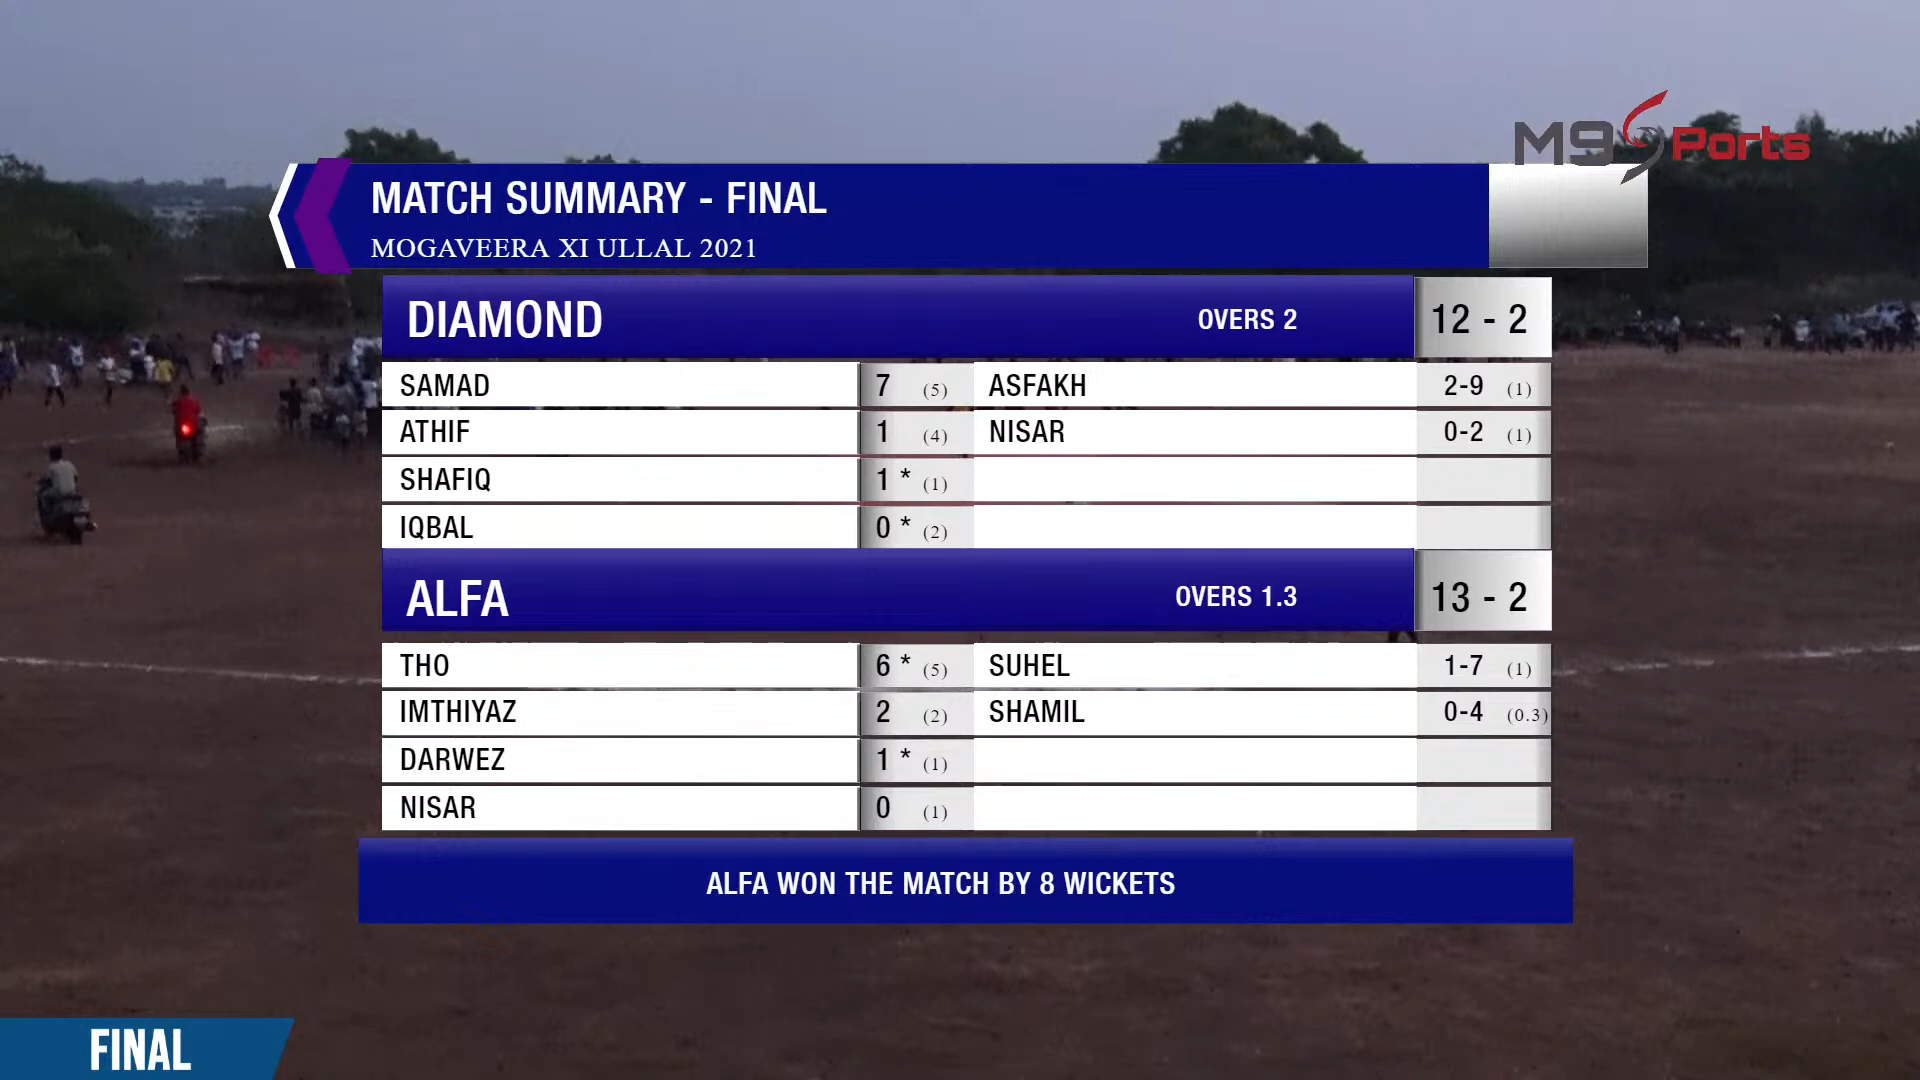 M9 SPorts
MATCH SUMMARY - FINAL
MOGAVEERA XI ULLAL 2021
DIAMOND OVERS 2 12 - 2
SAMAD 7 (5) ASFAKH 2-9 (1)
ATHIF 1 (4) NISAR 0-2 (1)
SHAFIQ 1 * (1)
IQBAL 0 * (2)
ALFA OVERS 1.3 13 - 2
THO 6 * (5) SUHEL 1-7 (1)
IMTHIYAZ 2 (2) SHAMIL 0-4 (0.3)
DARWEZ 1 * (1)
NISAR 0 (1)
ALFA WON THE MATCH BY 8 WICKETS
FINAL